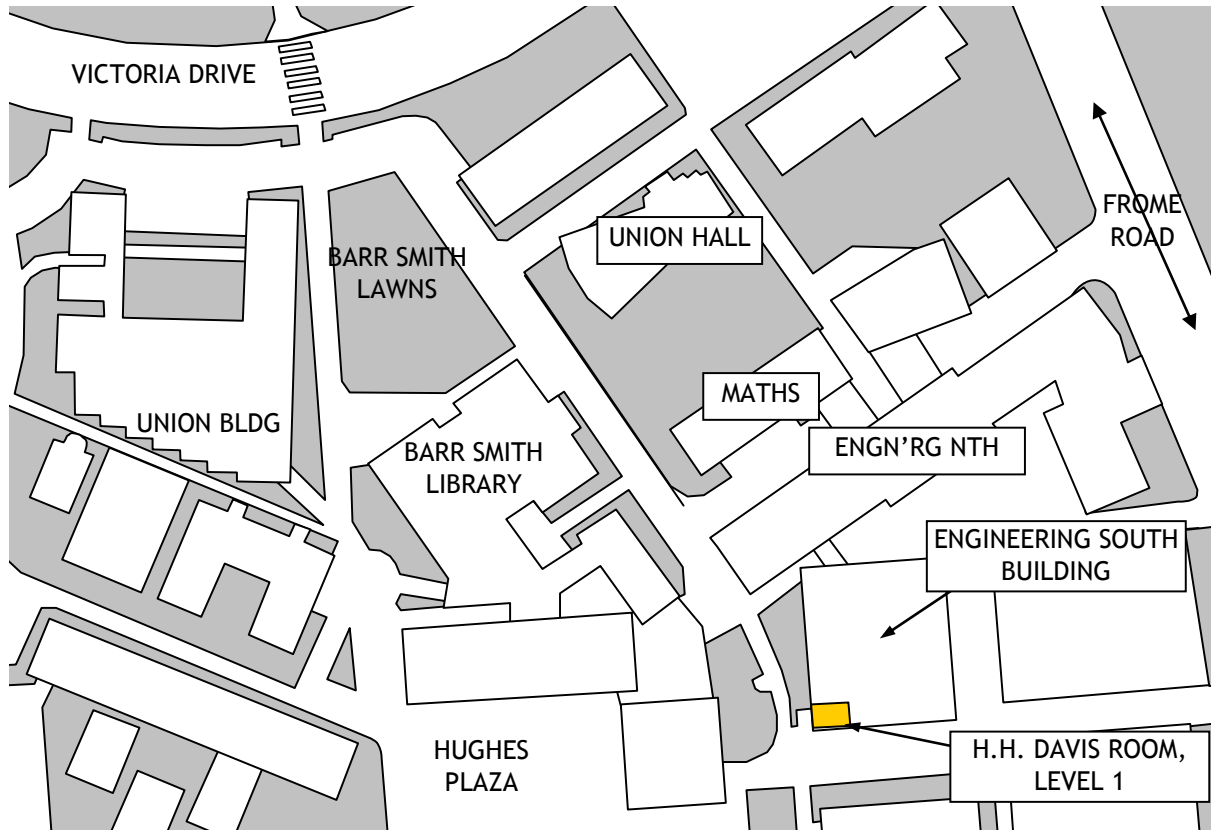 VICTORIA DRIVE
FROME
ROAD
UNION HALL
BARR SMITH
LAWNS
MATHS
UNION BLDG
ENGN'RG NTH
BARR SMITH
LIBRARY
ENGINEERING SOUTH
BUILDING
HUGHES
PLAZA
H.H. DAVIS ROOM,
LEVEL 1